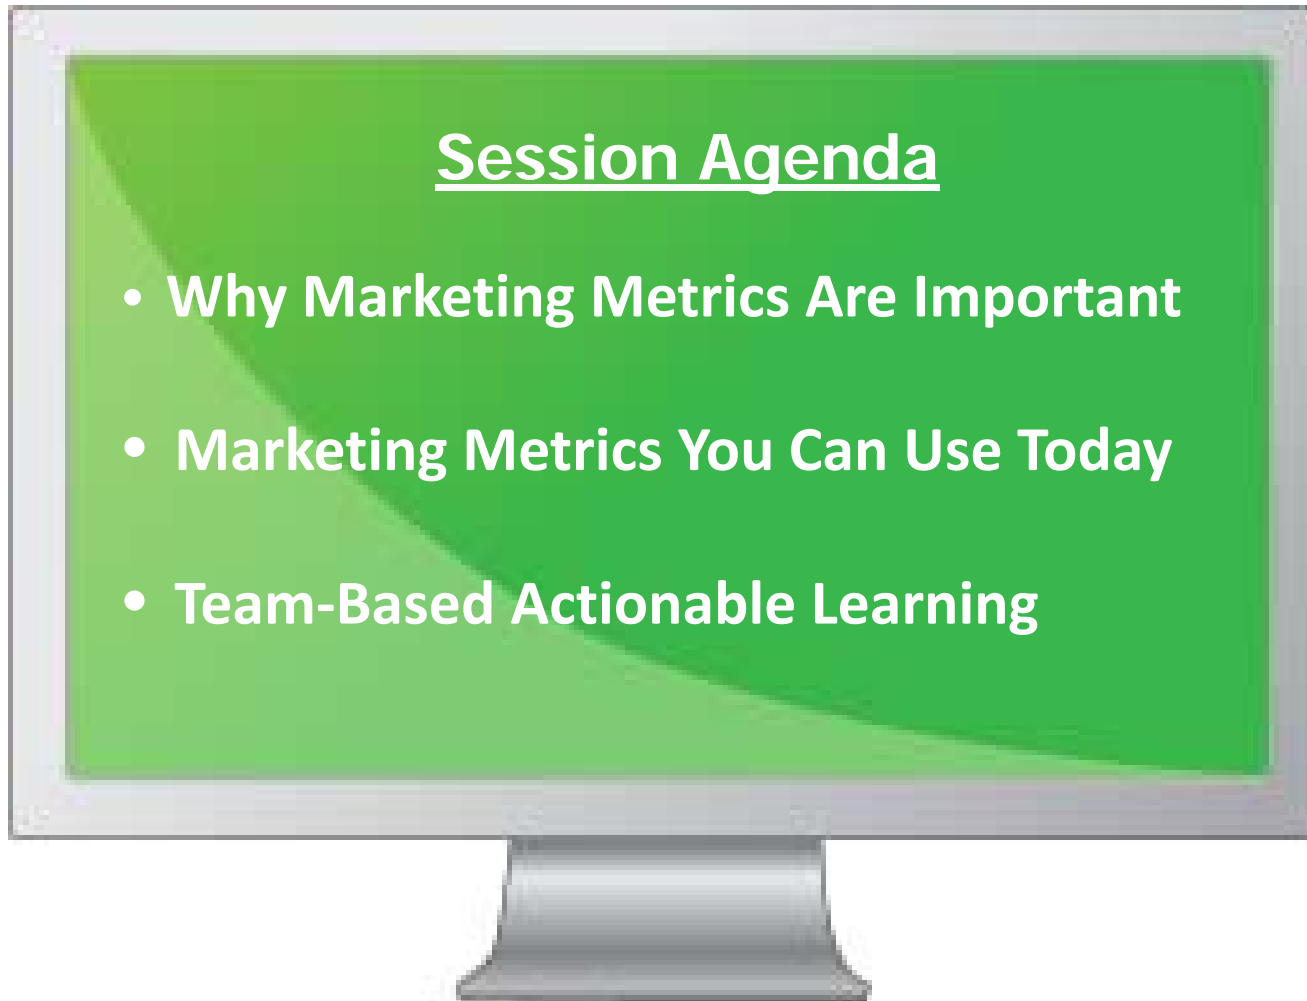 Session Agenda
• Why Marketing Metrics Are Important
• Marketing Metrics You Can Use Today
• Team-Based Actionable Learning